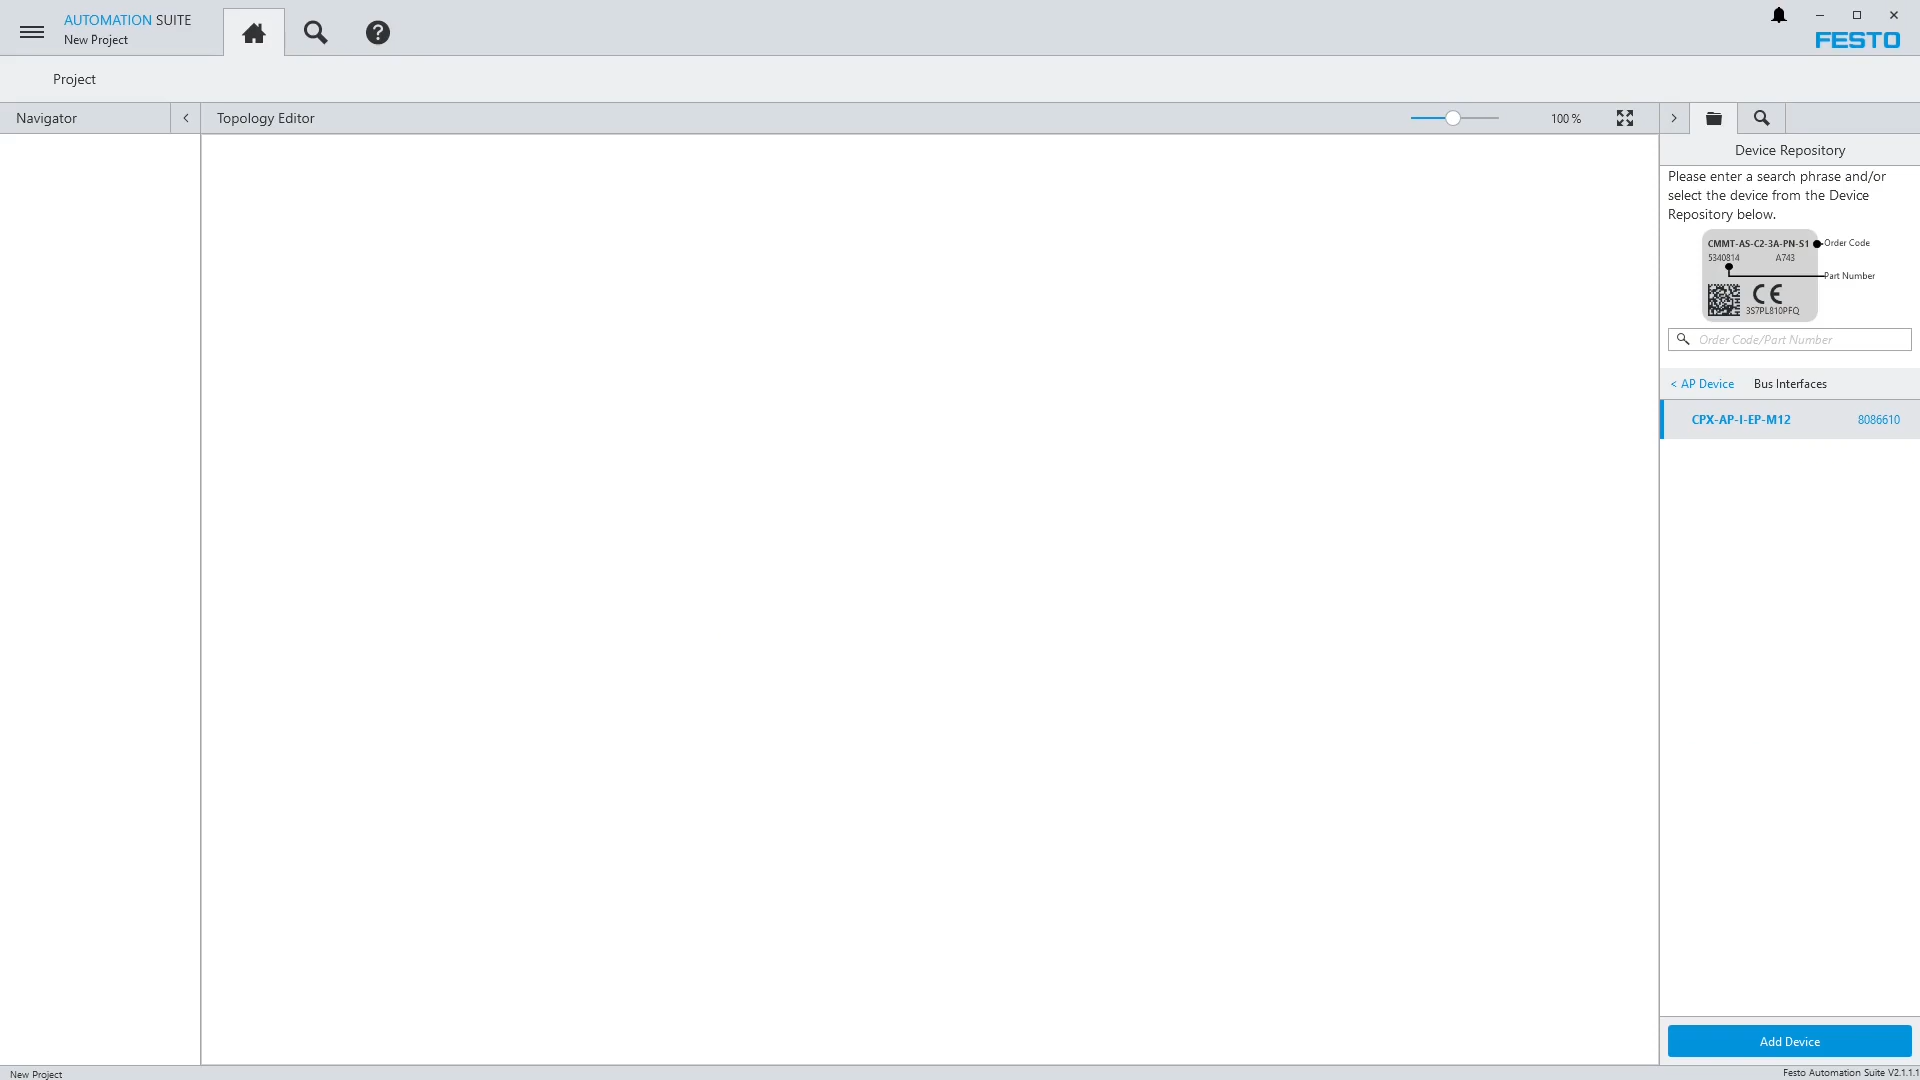 AUTOMATION SUITE
New Project
FESTO
Project
Navigator
Topology Editor
100 %
Device Repository
Please enter a search phrase and/or
select the device from the Device
Repository below.
CMMT-AS-C2-3A-PN-S1
Order Code
5340814 A743
Part Number
CE
3S7PL810PFQ
Order Code/Part Number
< AP Device Bus Interfaces
CPX-AP-I-EP-M12 8086610
Add Device
New Project
Festo Automation Suite V2.1.1.1